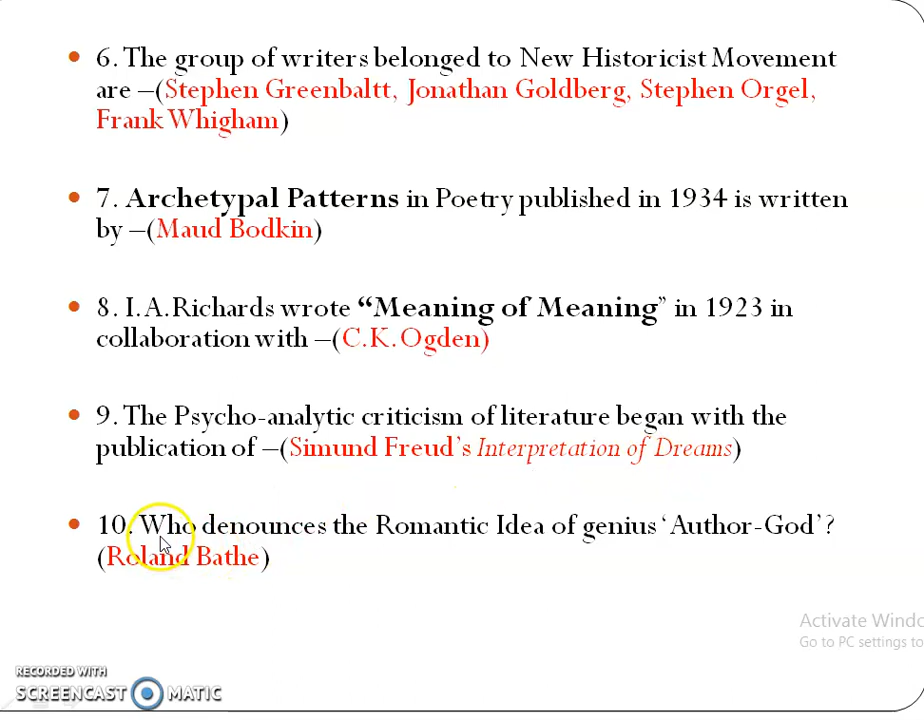 6. The group of writers belonged to New Historicist Movement
are –(Stephen Greenbaltt, Jonathan Goldberg, Stephen Orgel,
Frank Whigham)
7. Archetypal Patterns in Poetry published in 1934 is written
by –(Maud Bodkin)
8. I.A.Richards wrote “Meaning of Meaning” in 1923 in
collaboration with –(C.K.Ogden)
9. The Psycho-analytic criticism of literature began with the
publication of –(Simund Freud’s Interpretation of Dreams)
10. Who denounces the Romantic Idea of genius ‘Author-God’?
(Roland Bathe)
Activate Windo
Go to PC settings to
RECORDED WITH
SCREENCAST MATIC